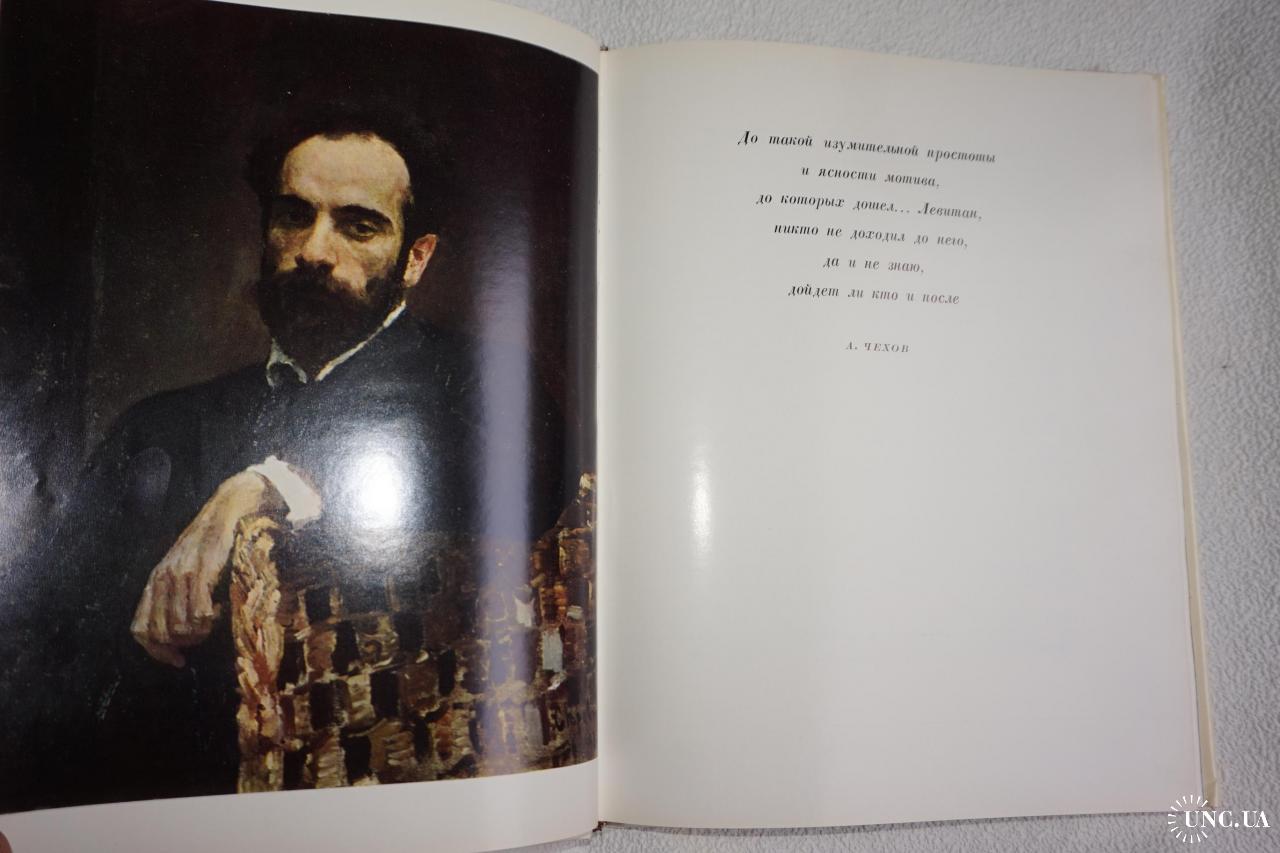 До такой изумительной простоты
и ясности мотива,
до которых дошел... Левитан,
никто не доходил до него,
да и не знаю,
дойдет ли кто и после
А. ЧЕХОВ
UNC.UA